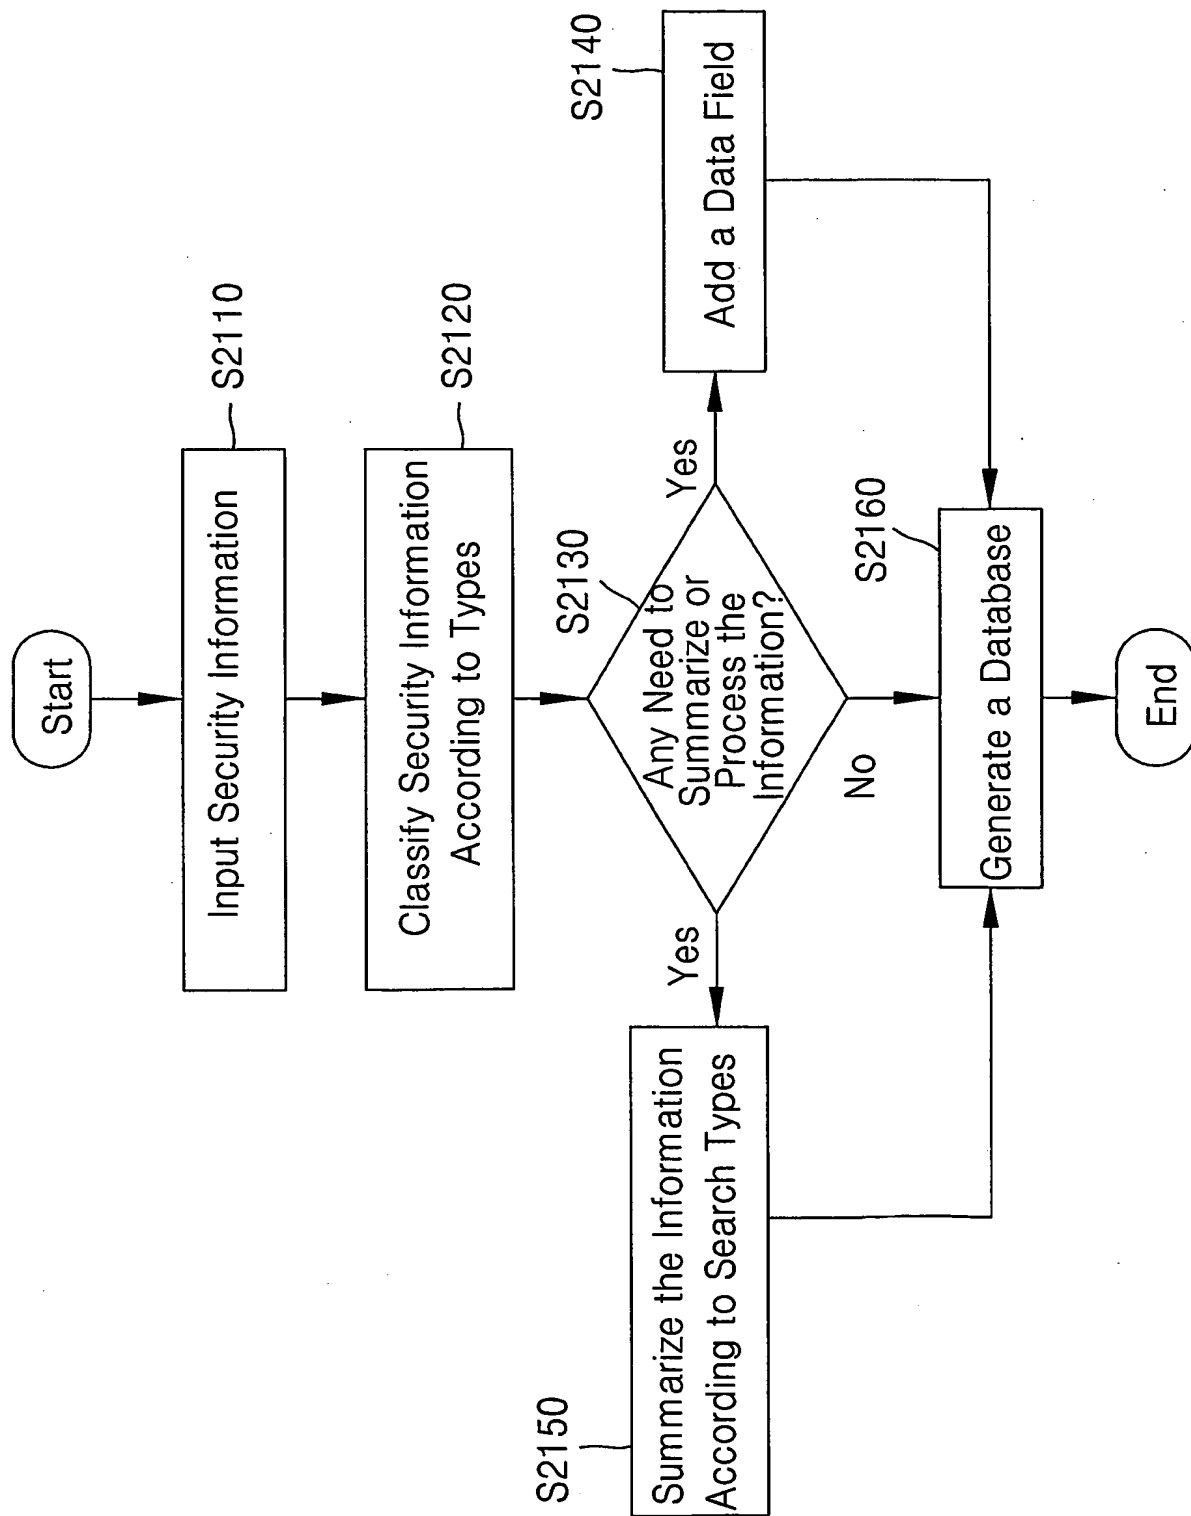 Start
Input Security Information
S2110
Classify Security Information
According to Types
S2120
Any Need to
Summarize or
Process the
Information?
S2130
Yes
Yes
No
Add a Data Field
S2140
Summarize the Information
According to Search Types
S2150
Generate a Database
S2160
End